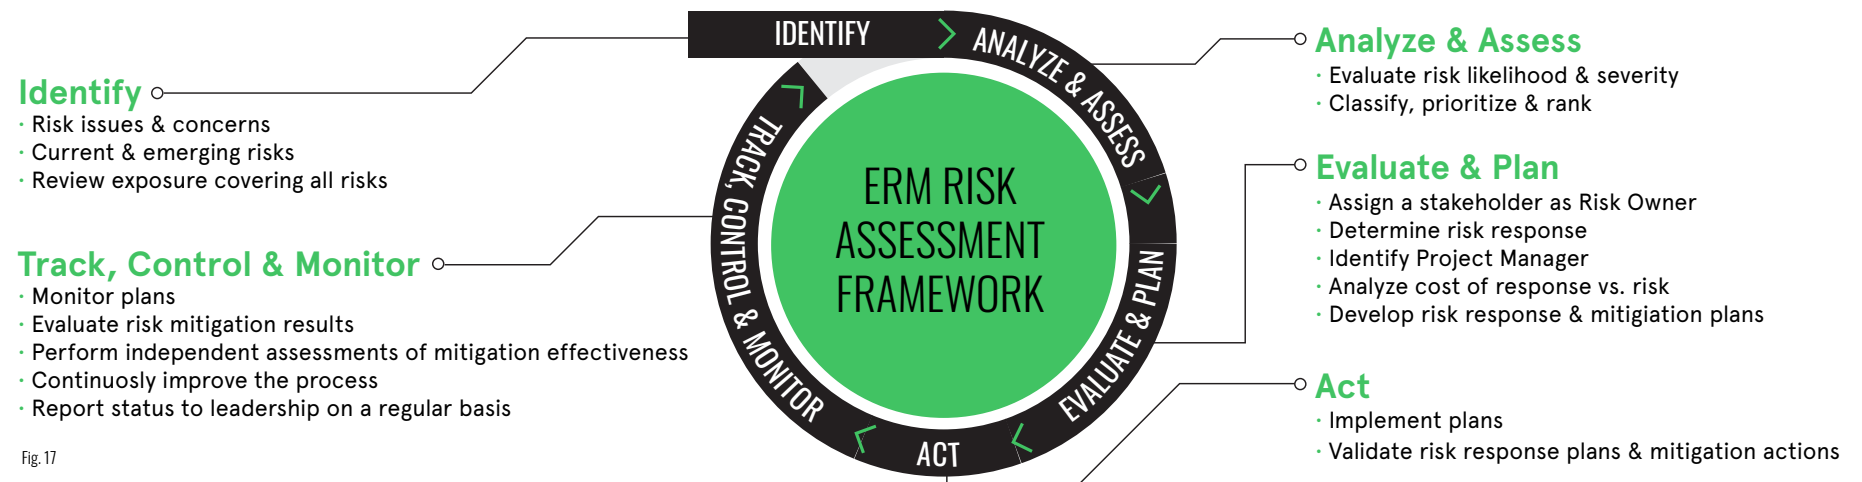 IDENTIFY
ANALYZE & ASSESS
EVALUATE & PLAN
ACT
TRACK, CONTROL & MONITOR
ERM RISK
ASSESSMENT
FRAMEWORK
Identify
· Risk issues & concerns
· Current & emerging risks
· Review exposure covering all risks
Track, Control & Monitor
· Monitor plans
· Evaluate risk mitigation results
· Perform independent assessments of mitigation effectiveness
· Continuosly improve the process
· Report status to leadership on a regular basis
Fig. 17
Analyze & Assess
· Evaluate risk likelihood & severity
· Classify, prioritize & rank
Evaluate & Plan
· Assign a stakeholder as Risk Owner
· Determine risk response
· Identify Project Manager
· Analyze cost of response vs. risk
· Develop risk response & mitigiation plans
Act
· Implement plans
· Validate risk response plans & mitigation actions